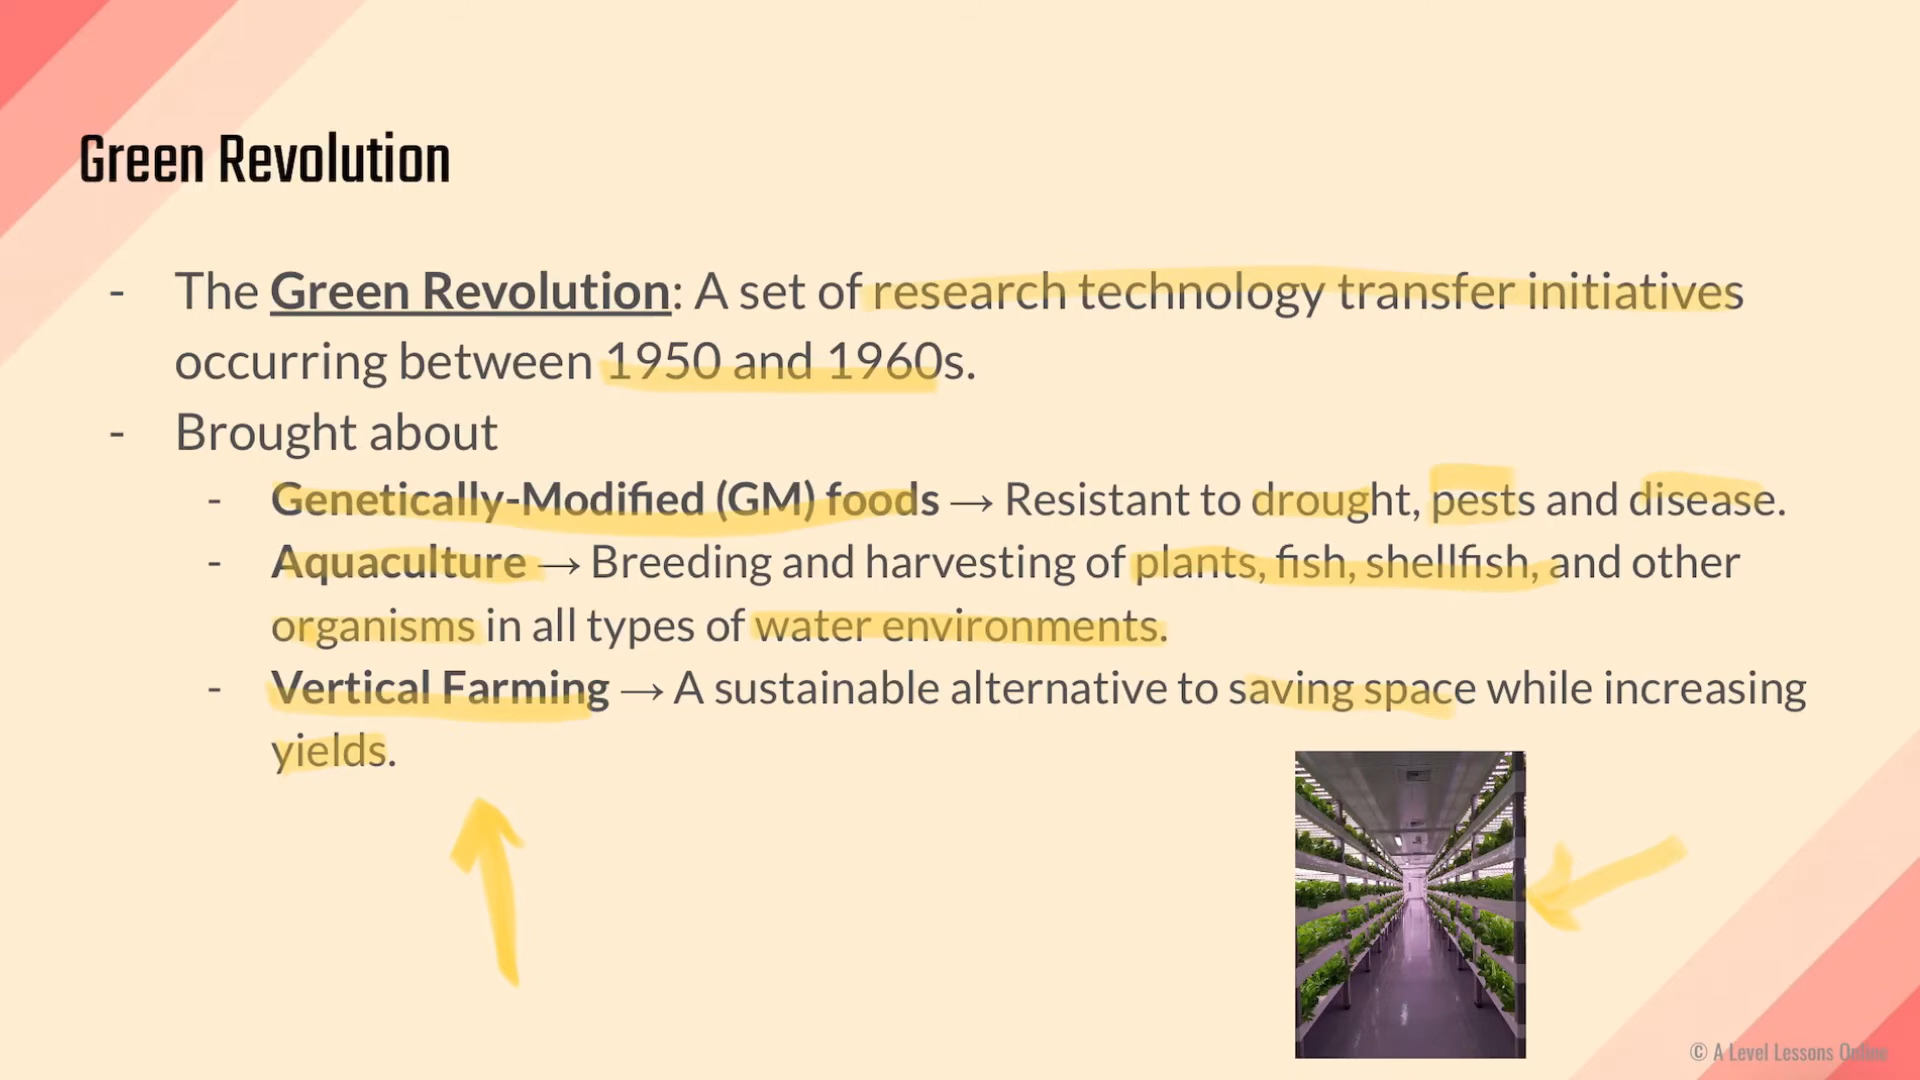 Green Revolution
- The Green Revolution: A set of research technology transfer initiatives
occurring between 1950 and 1960s.
- Brought about
- Genetically-Modified (GM) foods → Resistant to drought, pests and disease.
- Aquaculture → Breeding and harvesting of plants, fish, shellfish, and other
organisms in all types of water environments.
- Vertical Farming → A sustainable alternative to saving space while increasing
yields.
© A Level Lessons Online